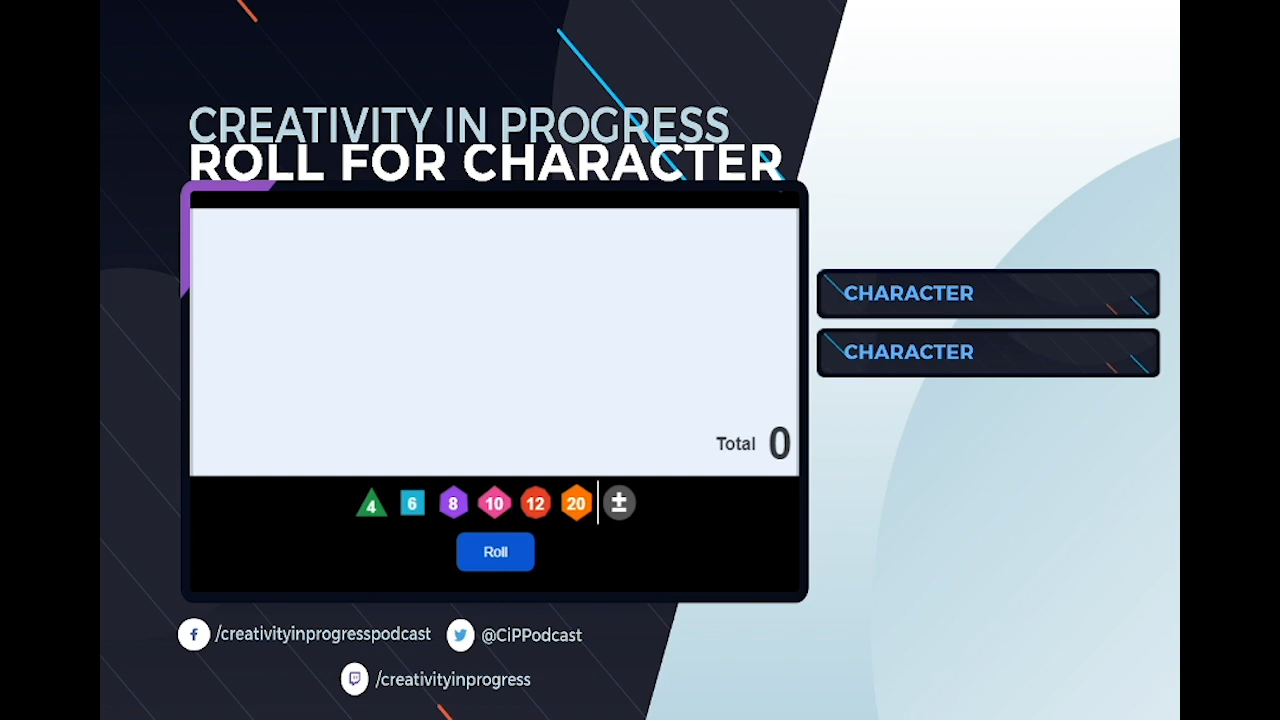 CREATIVITY IN PROGRESS
ROLL FOR CHARACTER
CHARACTER
CHARACTER
Total 0
4 6 8 10 12 20 ±
Roll
/creativityinprogresspodcast @CiPPodcast
/creativityinprogress